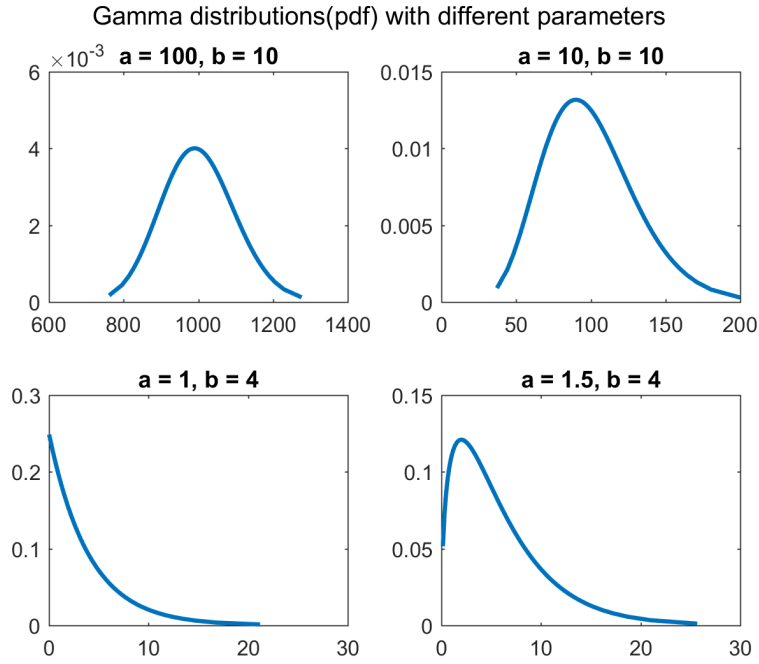 Gamma distributions(pdf) with different parameters
×10-3 a = 100, b = 10
6
4
2
0
600 800 1000 1200 1400
a = 10, b = 10
0.015
0.01
0.005
0
0 50 100 150 200
a = 1, b = 4
0.3
0.2
0.1
0
0 10 20 30
a = 1.5, b = 4
0.15
0.1
0.05
0
0 10 20 30